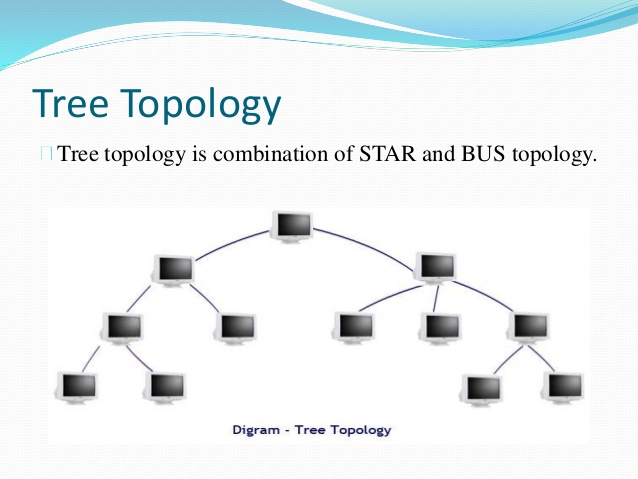 Tree Topology
Tree topology is combination of STAR and BUS topology.
Digram - Tree Topology